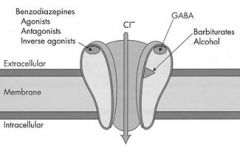 Benzodiazepines
Agonists
Antagonists
Inverse agonists
Cl−
GABA
Barbiturates
Alcohol
Extracellular
Membrane
Intracellular